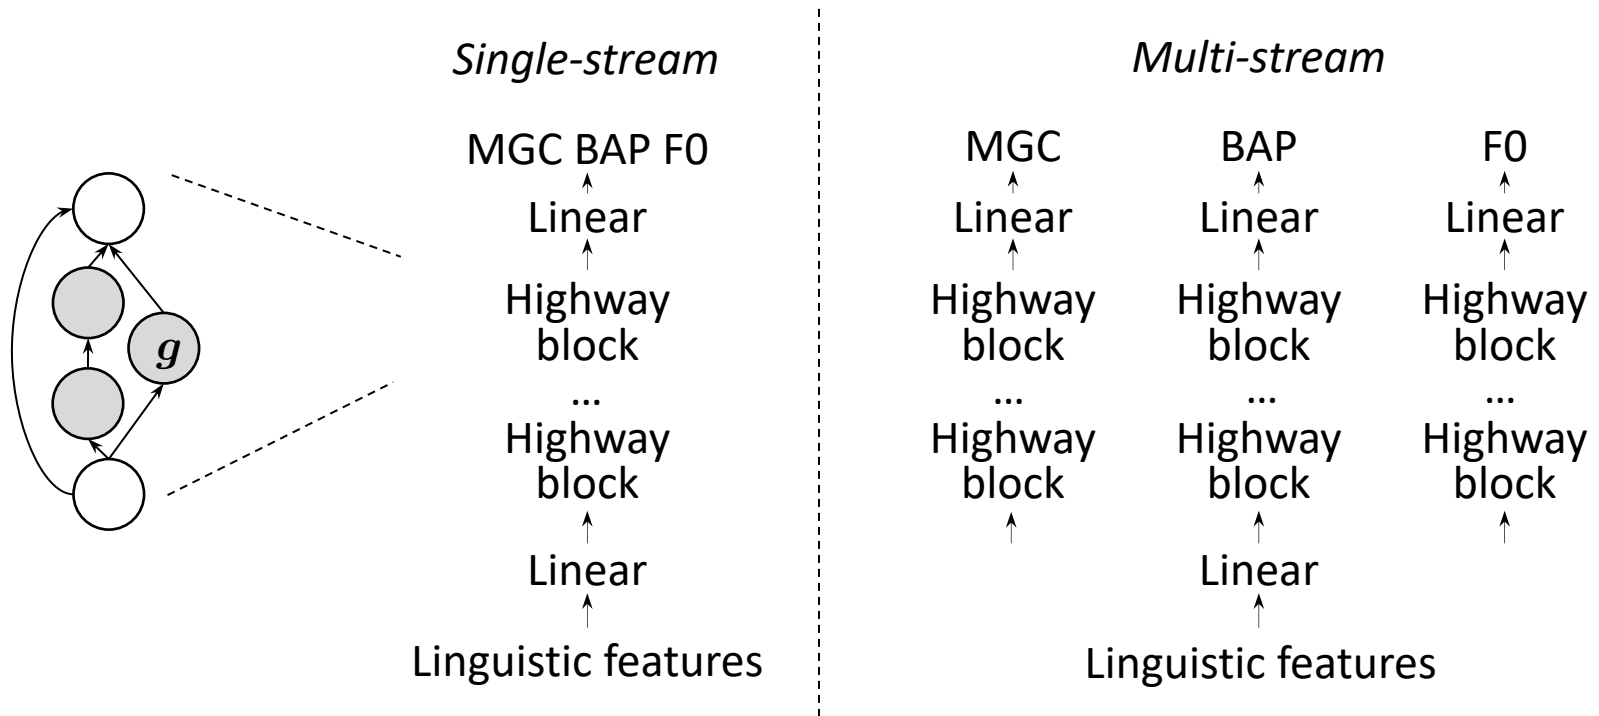 Single-stream
MGC BAP F0
Linear
Highway
block
...
Highway
block
Linear
Linguistic features
g
Multi-stream
MGC BAP F0
Linear Linear Linear
Highway Highway Highway
block block block
... ... ...
Highway Highway Highway
block block block
Linear
Linguistic features